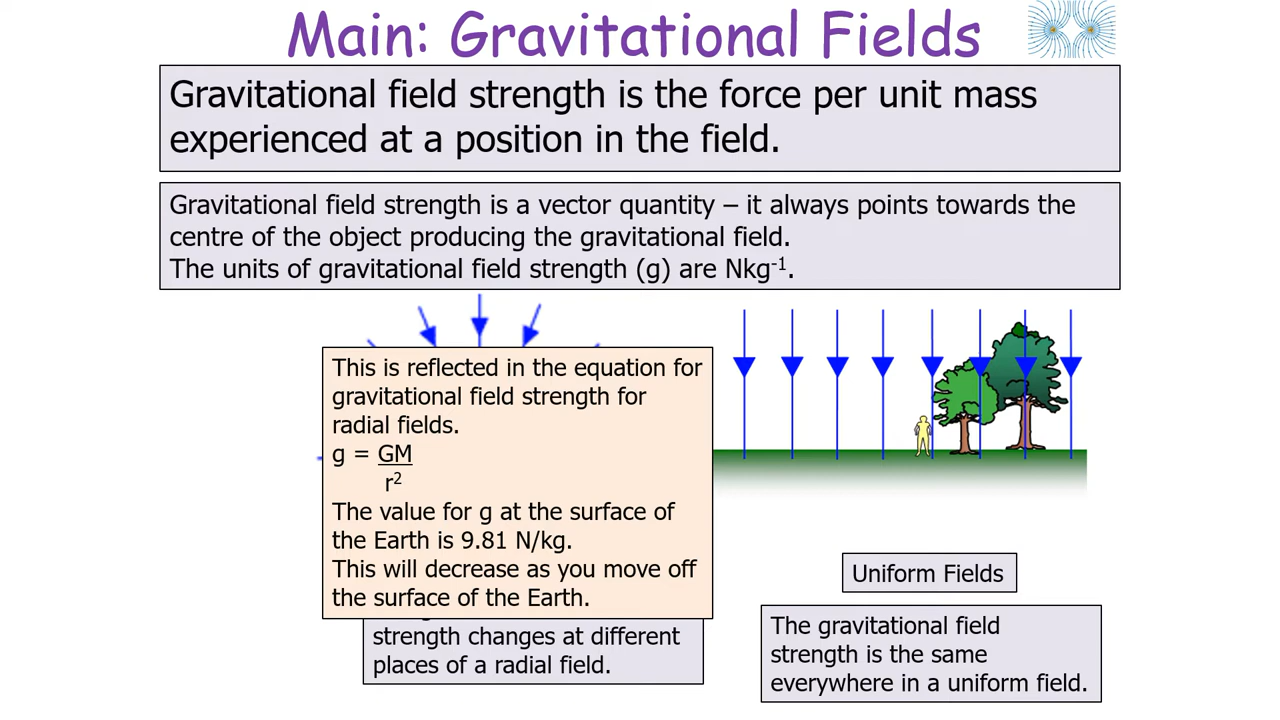 Main: Gravitational Fields
Gravitational field strength is the force per unit mass
experienced at a position in the field.
Gravitational field strength is a vector quantity – it always points towards the
centre of the object producing the gravitational field.
The units of gravitational field strength (g) are Nkg⁻¹.
This is reflected in the equation for
gravitational field strength for
radial fields.
g = GM
r²
The value for g at the surface of
the Earth is 9.81 N/kg.
This will decrease as you move off
the surface of the Earth.
strength changes at different
places of a radial field.
Uniform Fields
The gravitational field
strength is the same
everywhere in a uniform field.